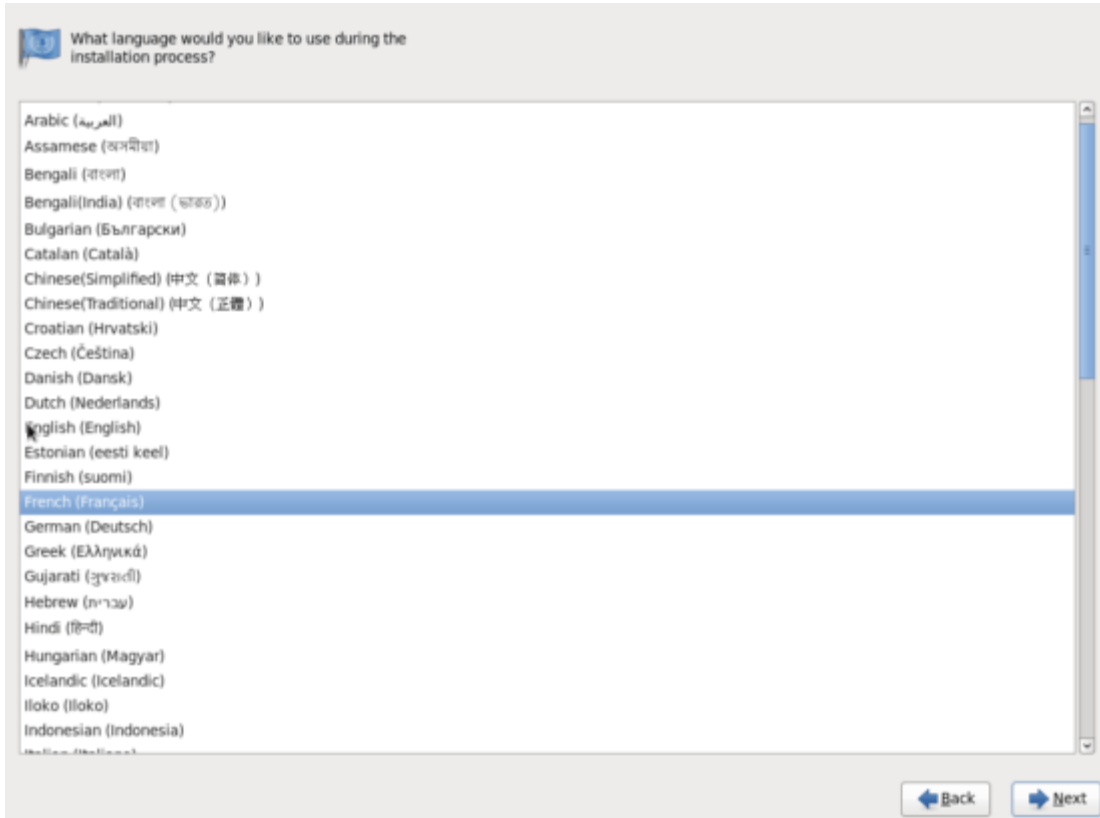 What language would you like to use during the
installation process?
Arabic (العربية)
Assamese (অসমীয়া)
Bengali (বাংলা)
Bengali(India) (বাংলা (ভারত))
Bulgarian (Български)
Catalan (Català)
Chinese(Simplified) (中文（简体）)
Chinese(Traditional) (中文（正體）)
Croatian (Hrvatski)
Czech (Čeština)
Danish (Dansk)
Dutch (Nederlands)
English (English)
Estonian (eesti keel)
Finnish (suomi)
French (Français)
German (Deutsch)
Greek (Ελληνικά)
Gujarati (ગુજરાતી)
Hebrew (עברית)
Hindi (हिन्दी)
Hungarian (Magyar)
Icelandic (Icelandic)
Iloko (Iloko)
Indonesian (Indonesia)
Italian (Italiano)
Back
Next